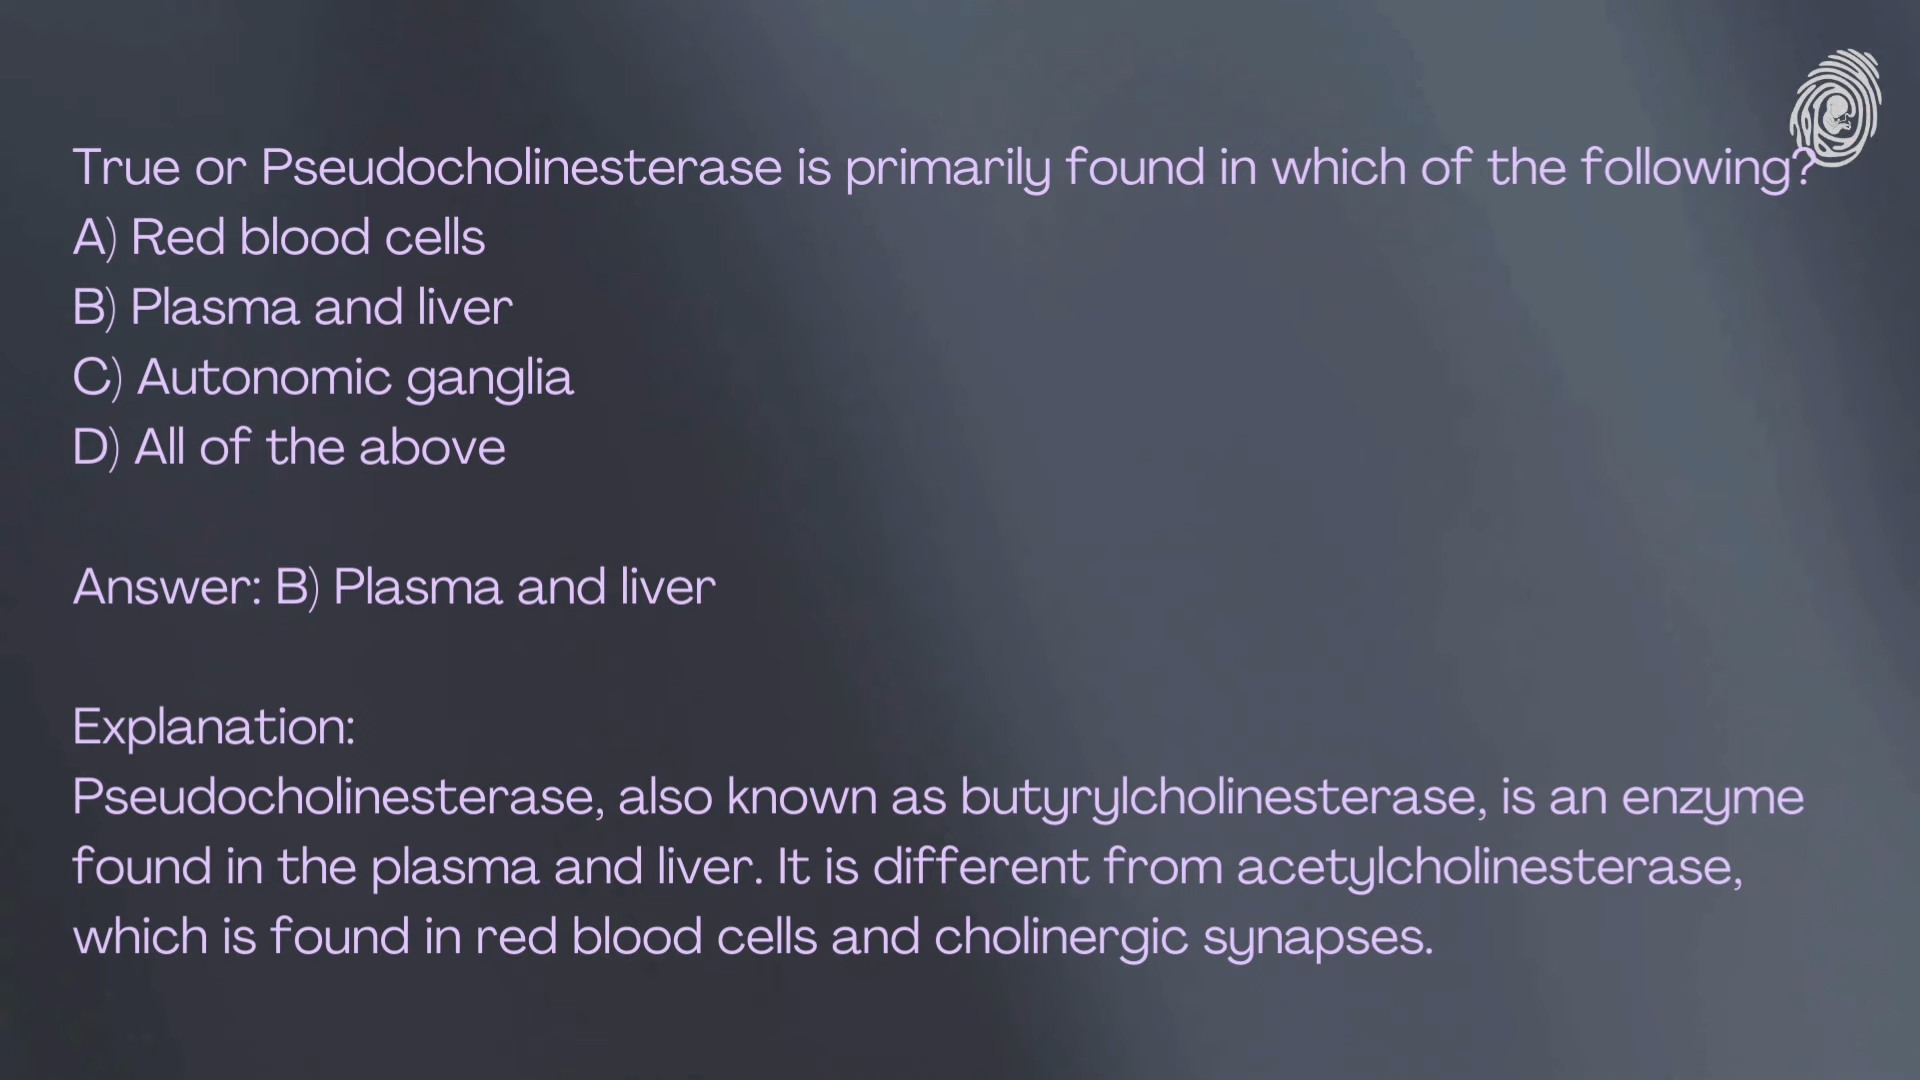 True or Pseudocholinesterase is primarily found in which of the following?
A) Red blood cells
B) Plasma and liver
C) Autonomic ganglia
D) All of the above
Answer: B) Plasma and liver
Explanation:
Pseudocholinesterase, also known as butyrylcholinesterase, is an enzyme
found in the plasma and liver. It is different from acetylcholinesterase,
which is found in red blood cells and cholinergic synapses.